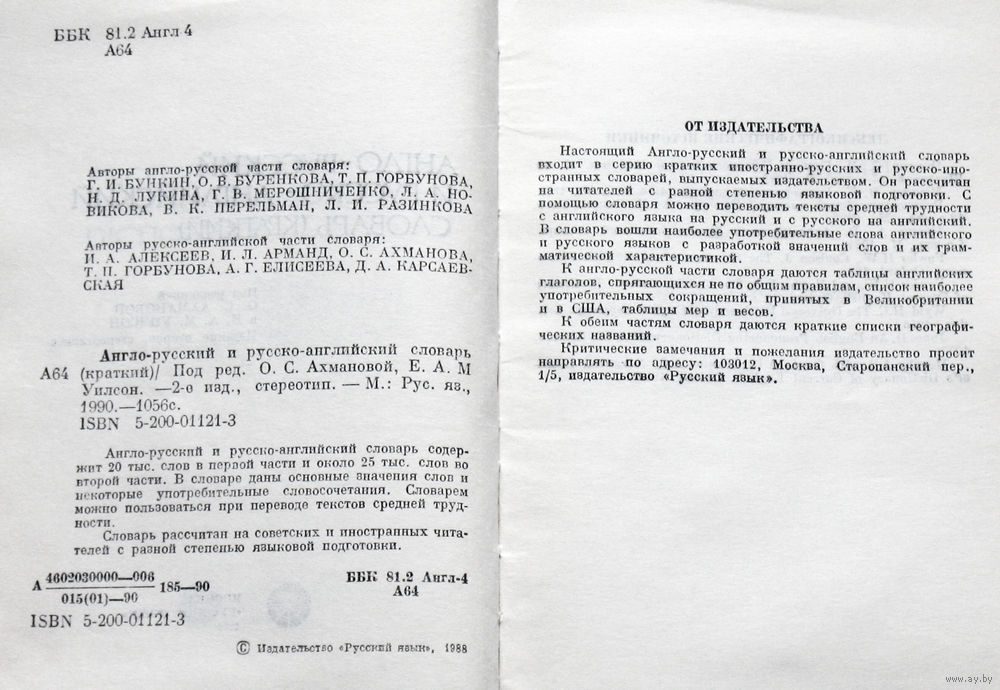 ББК 81.2 Англ 4
А64
Авторы англо-русской части словаря:
Г. И. БУНКИН, О. В. БУРЕНКОВА, Т. П. ГОРБУНОВА,
Н. Д. ЛУКИНА, Г. В. МЕРОШНИЧЕНКО, Л. А. НО-
ВИКОВА, В. К. ПЕРЕЛЬМАН, Л. И. РАЗИНКОВА
Авторы русско-английской части словаря:
И. А. АЛЕКСЕЕВ, И. Л. АРМАНД, О. С. АХМАНОВА,
Т. П. ГОРБУНОВА, А. Г. ЕЛИСЕЕВА, Д. А. КАРСАЕВ-
СКАЯ
Англо-русский и русско-английский словарь
А64 (краткий)/ Под ред. О. С. Ахмановой, Е. А. М
Уилсон. —2-е изд., стереотип. — М.: Рус. яз.,
1990.—1056с.
ISBN 5-200-01121-3
Англо-русский и русско-английский словарь содер-
жит 20 тыс. слов в первой части и около 25 тыс. слов во
второй части. В словаре даны основные значения слов и
некоторые употребительные словосочетания. Словарем
можно пользоваться при переводе текстов средней труд-
ности.
Словарь рассчитан на советских и иностранных чита-
телей с разной степенью языковой подготовки.
А 4602030000—006 185—90
015(01)—90
ББК 81.2 Англ-4
А64
ISBN 5-200-01121-3
© Издательство «Русский язык», 1988
ОТ ИЗДАТЕЛЬСТВА
Настоящий Англо-русский и русско-английский словарь
входит в серию кратких иностранно-русских и русско-ино-
странных словарей, выпускаемых издательством. Он рассчитан
на читателей с разной степенью языковой подготовки. С
помощью словаря можно переводить тексты средней трудности
с английского языка на русский и с русского на английский.
В словарь вошли наиболее употребительные слова английского
и русского языков с разработкой значений слов и их грам-
матической характеристикой.
К англо-русской части словаря даются таблицы английских
глаголов, спрягающихся не по общим правилам, список наиболее
употребительных сокращений, принятых в Великобритании
и в США, таблицы мер и весов.
К обеим частям словаря даются краткие списки географи-
ческих названий.
Критические замечания и пожелания издательство просит
направлять по адресу: 103012, Москва, Старопанский пер.,
1/5, издательство «Русский язык».
www.ay.by